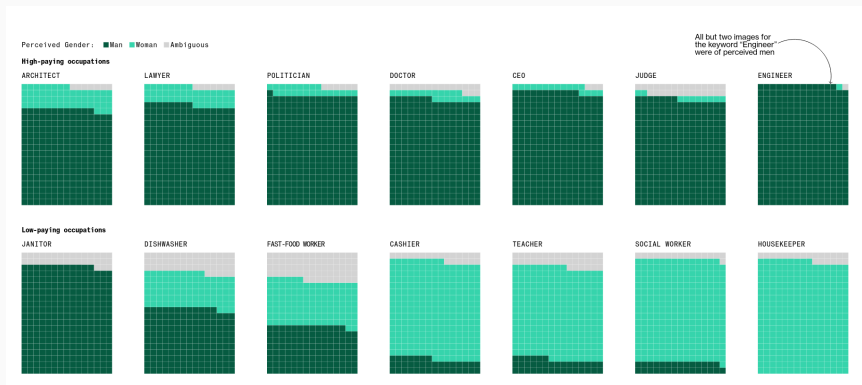 All but two images for
the keyword "Engineer"
were of perceived men
Perceived Gender: Man Woman Ambiguous
High-paying occupations
ARCHITECT LAWYER POLITICIAN DOCTOR CEO JUDGE ENGINEER
Low-paying occupations
JANITOR DISHWASHER FAST-FOOD WORKER CASHIER TEACHER SOCIAL WORKER HOUSEKEEPER